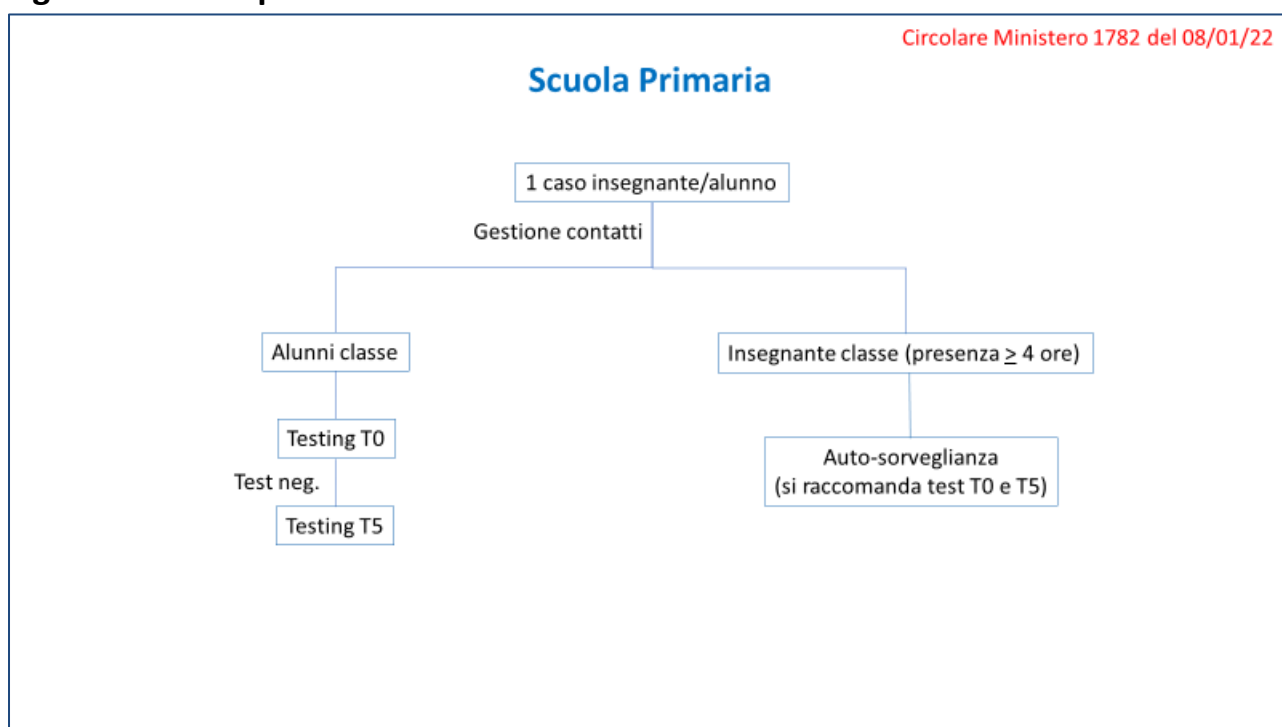 Circolare Ministero 1782 del 08/01/22
Scuola Primaria
1 caso insegnante/alunno
Gestione contatti
Alunni classe
Insegnante classe (presenza ≥ 4 ore)
Testing T0
Auto-sorveglianza
(si raccomanda test T0 e T5)
Test neg.
Testing T5